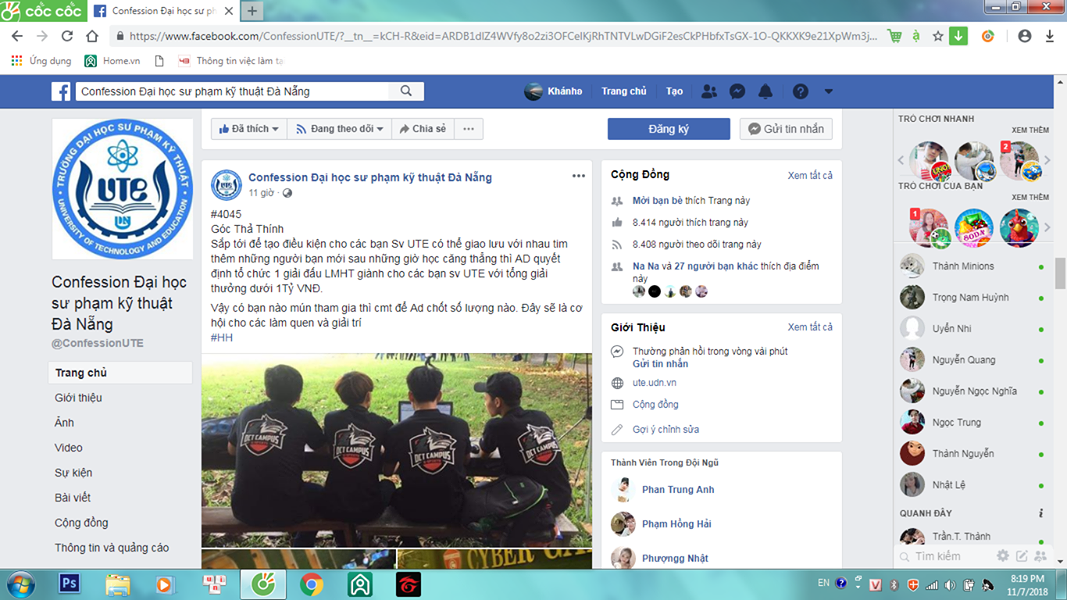 CỐC CỐC
Confession Đại học sư ph
https://www.facebook.com/ConfessionUTE/?__tn__=kCH-R&eid=
Ứng dụng
Home.vn
Thông tin việc làm tạ
Confession Đại học sư phạm kỹ thuật Đà Nẵng
Khánho
Trang chủ
Tạo
Đã thích
Đang theo dõi
Chia sẻ
Đăng ký
Gửi tin nhắn
TRƯỜNG ĐẠI HỌC SƯ PHẠM KỸ THUẬT
UTE
ĐN
UNIVERSITY OF TECHNOLOGY AND EDUCATION
Confession Đại học
sư phạm kỹ thuật
Đà Nẵng
@ConfessionUTE
Trang chủ
Giới thiệu
Ảnh
Video
Sự kiện
Bài viết
Cộng đồng
Thông tin và quảng cáo
Confession Đại học sư phạm kỹ thuật Đà Nẵng
11 giờ ·
#4045
Góc Thả Thính
Sắp tới để tạo điều kiện cho các bạn Sv UTE có thể giao lưu với nhau tim
thêm những người bạn mới sau những giờ học căng thẳng thì AD quyết
định tổ chức 1 giải đấu LMHT giành cho các bạn sv UTE với tổng giải
thưởng dưới 1Tỷ VNĐ.
Vậy có bạn nào mún tham gia thì cmt để Ad chốt số lượng nào. Đây sẽ là cơ
hội cho các làm quen và giải trí
#HH
DCT CAMPUS
DCT CAMPUS
DCT CAMPUS
DCT CAMPUS
CYBER GA
Cộng Đồng
Xem tất cả
Mời bạn bè thích Trang này
8.414 người thích trang này
8.408 người theo dõi trang này
Na Na và 27 người bạn khác thích địa điểm
này
Giới Thiệu
Xem tất cả
Thường phản hồi trong vòng vài phút
Gửi tin nhắn
ute.udn.vn
Cộng đồng
Gợi ý chỉnh sửa
Thành Viên Trong Đội Ngũ
Phan Trung Anh
Phạm Hồng Hải
Phượngg Nhật
TRÒ CHƠI NHANH
XEM THÊM
2
TRÒ CHƠI CỦA BẠN
XEM THÊM
1
Thánh Minions
Trọng Nam Huỳnh
Uyển Nhi
Nguyễn Quang
Nguyễn Ngọc Nghĩa
Ngọc Trung
Thành Nguyễn
Nhật Lệ
QUANH ĐÂY
Trần.T. Thành
Tìm kiếm
Ps
EN
8:19 PM
11/7/2018